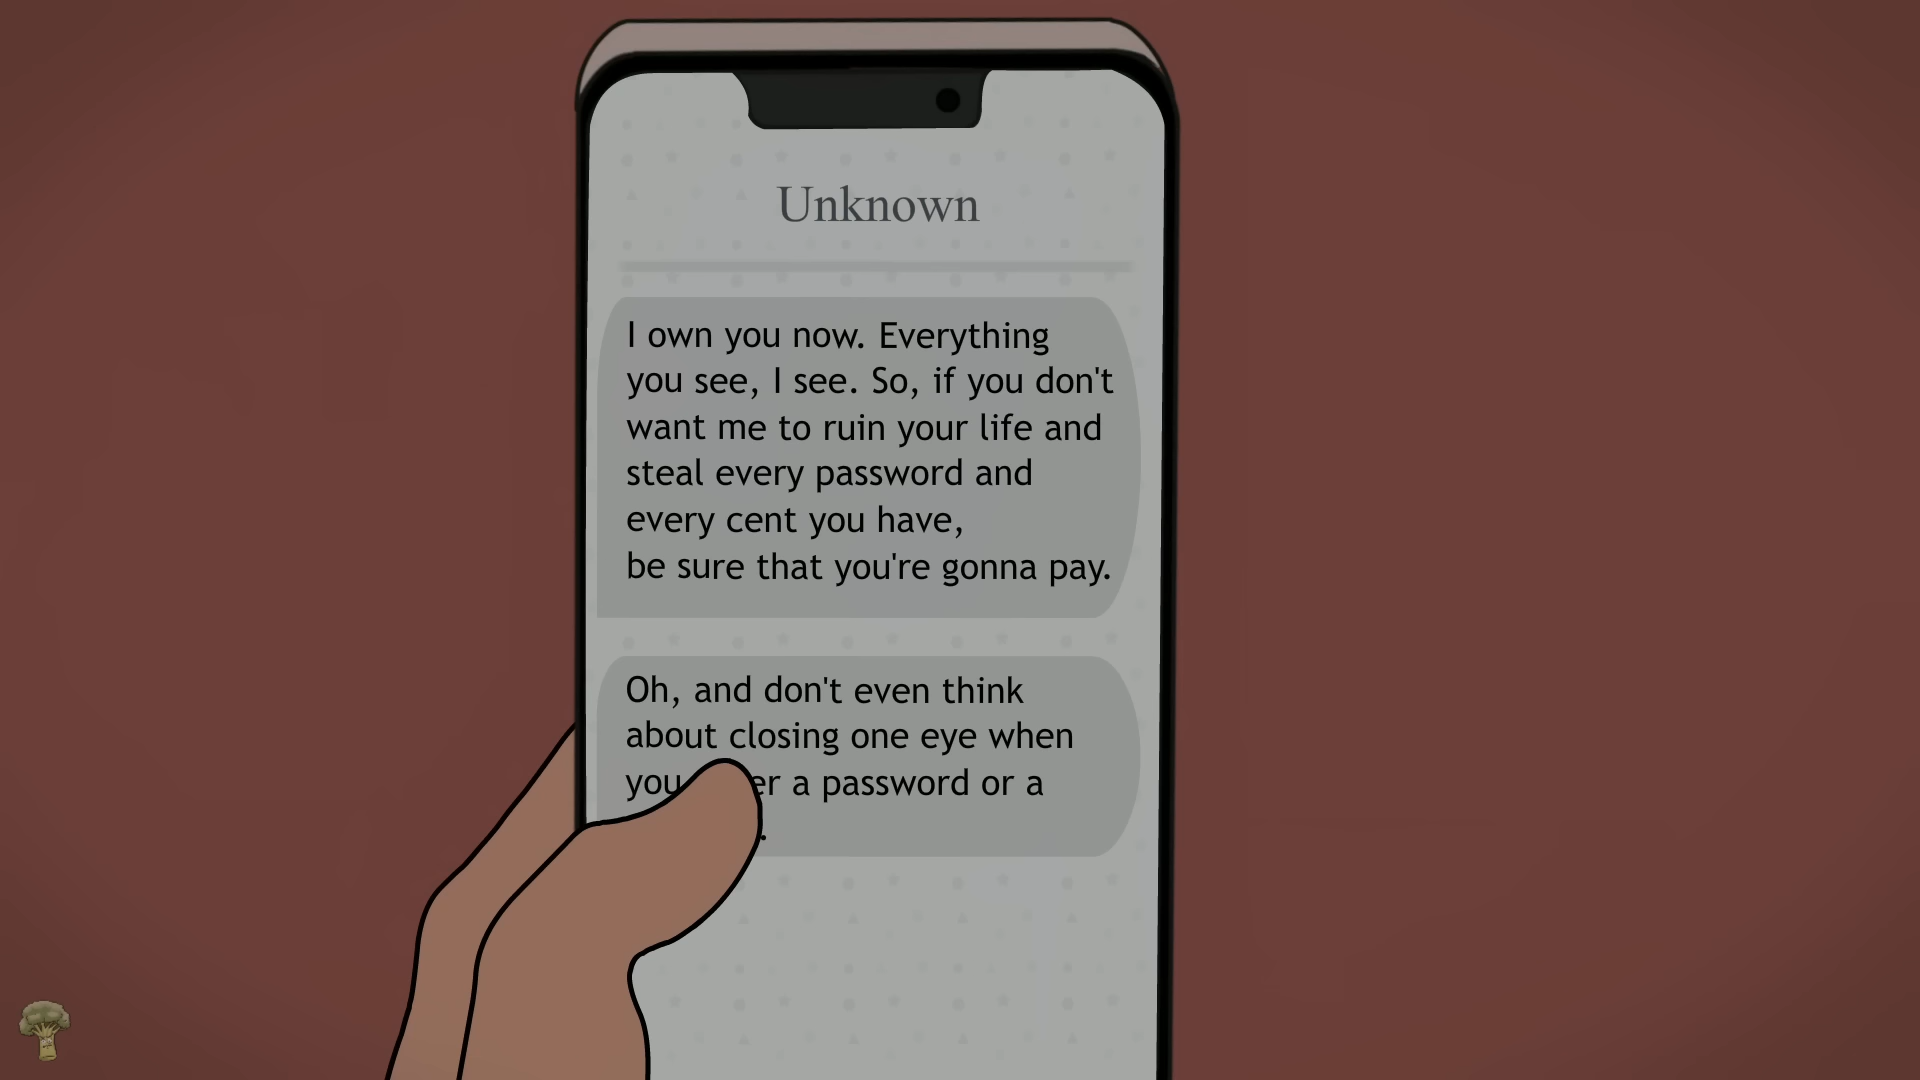 Unknown
I own you now. Everything
you see, I see. So, if you don't
want me to ruin your life and
steal every password and
every cent you have,
be sure that you're gonna pay.
Oh, and don't even think
about closing one eye when
you a password or a